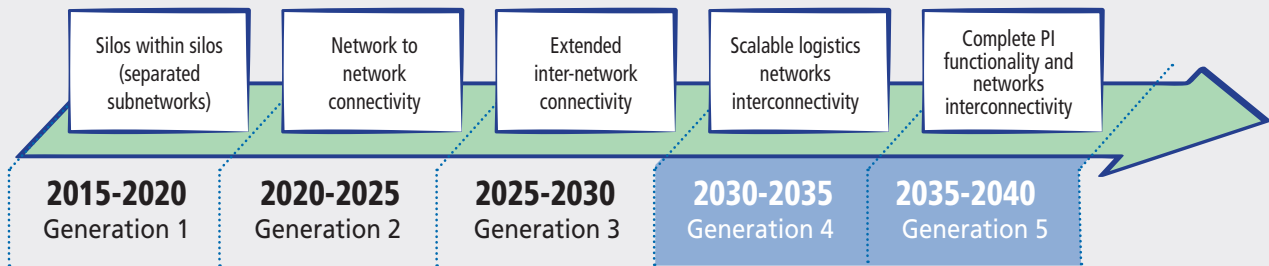 Silos within silos
(separated
subnetworks)
Network to
network
connectivity
Extended
inter-network
connectivity
Scalable logistics
networks
interconnectivity
Complete PI
functionality and
networks
interconnectivity
2015-2020
Generation 1
2020-2025
Generation 2
2025-2030
Generation 3
2030-2035
Generation 4
2035-2040
Generation 5